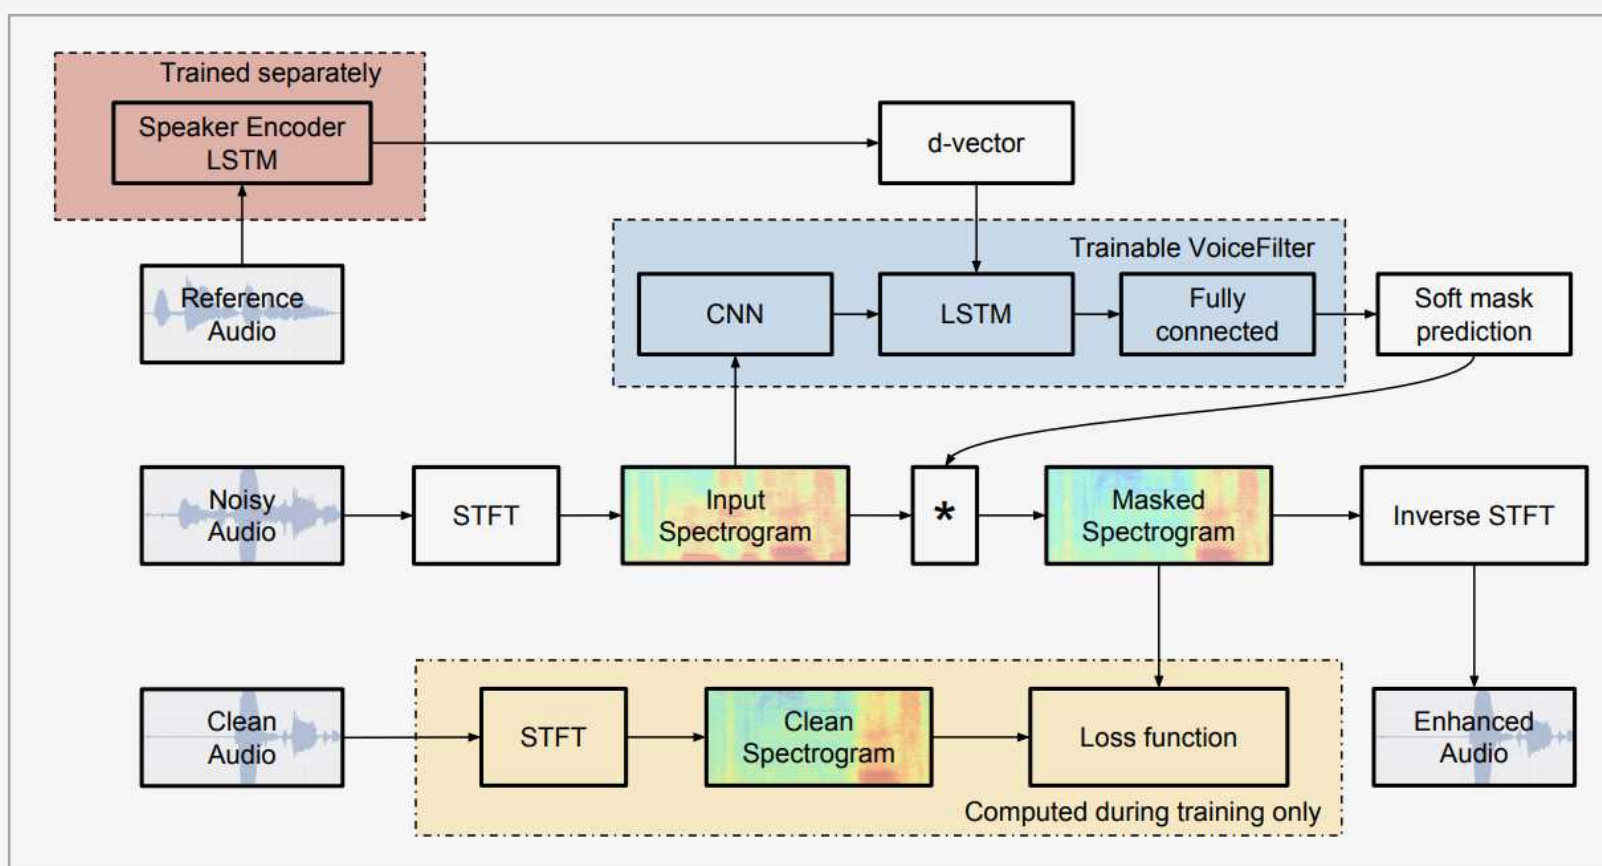 Trained separately
Speaker Encoder
LSTM
d-vector
Reference
Audio
Trainable VoiceFilter
CNN
LSTM
Fully
connected
Soft mask
prediction
Noisy
Audio
STFT
Input
Spectrogram
*
Masked
Spectrogram
Inverse STFT
Clean
Audio
STFT
Clean
Spectrogram
Loss function
Computed during training only
Enhanced
Audio